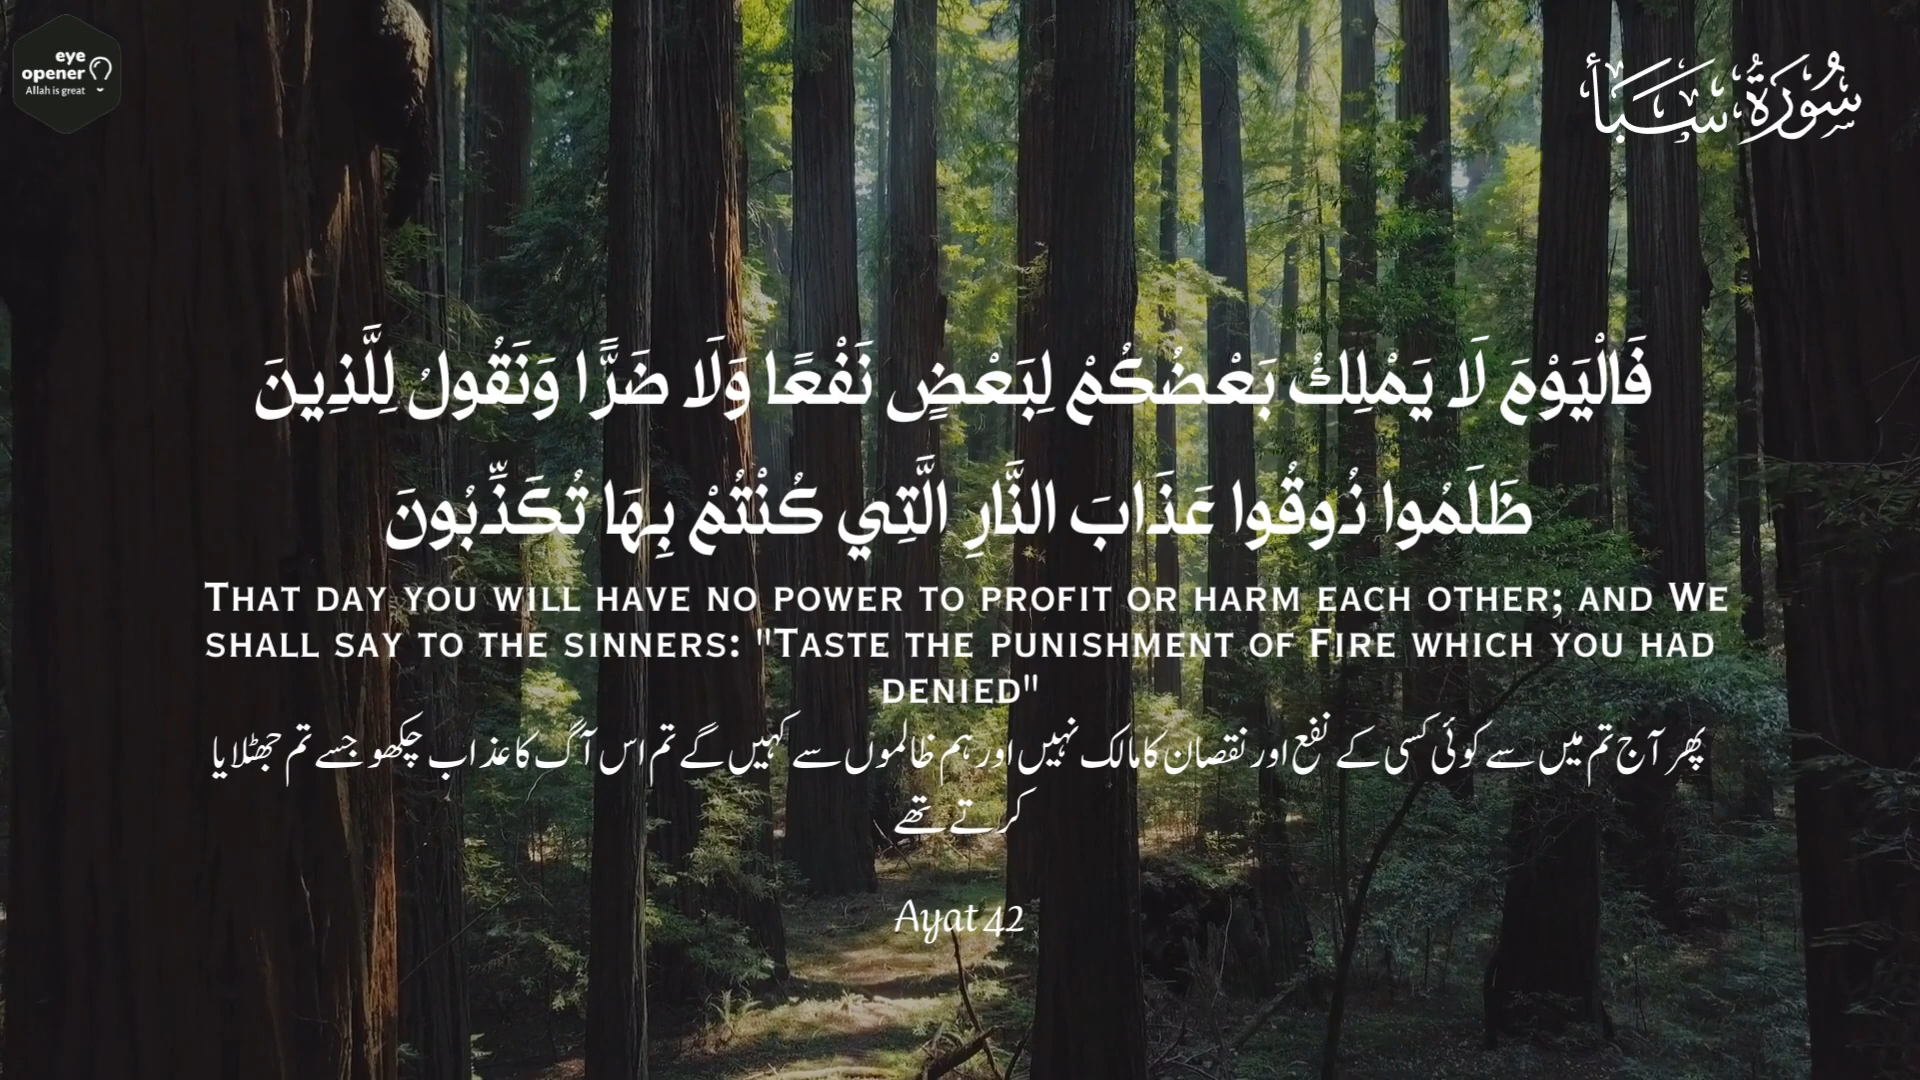 eye
opener
Allah is great
سُورَةُ سَبَأ
فَالْيَوْمَ لَا يَمْلِكُ بَعْضُكُمْ لِبَعْضٍ نَفْعًا وَلَا ضَرًّا وَنَقُولُ لِلَّذِينَ
ظَلَمُوا ذُوقُوا عَذَابَ النَّارِ الَّتِي كُنْتُمْ بِهَا تُكَذِّبُونَ
That day you will have no power to profit or harm each other; and We
shall say to the sinners: "Taste the punishment of Fire which you had
denied"
پھر آج تم میں سے کوئی کسی کے نفع اور نقصان کا مالک نہیں اور ہم ظالموں سے کہیں گے تم اس آگ کا عذاب چکھو جسے تم جھٹلایا
کرتے تھے
Ayat 42